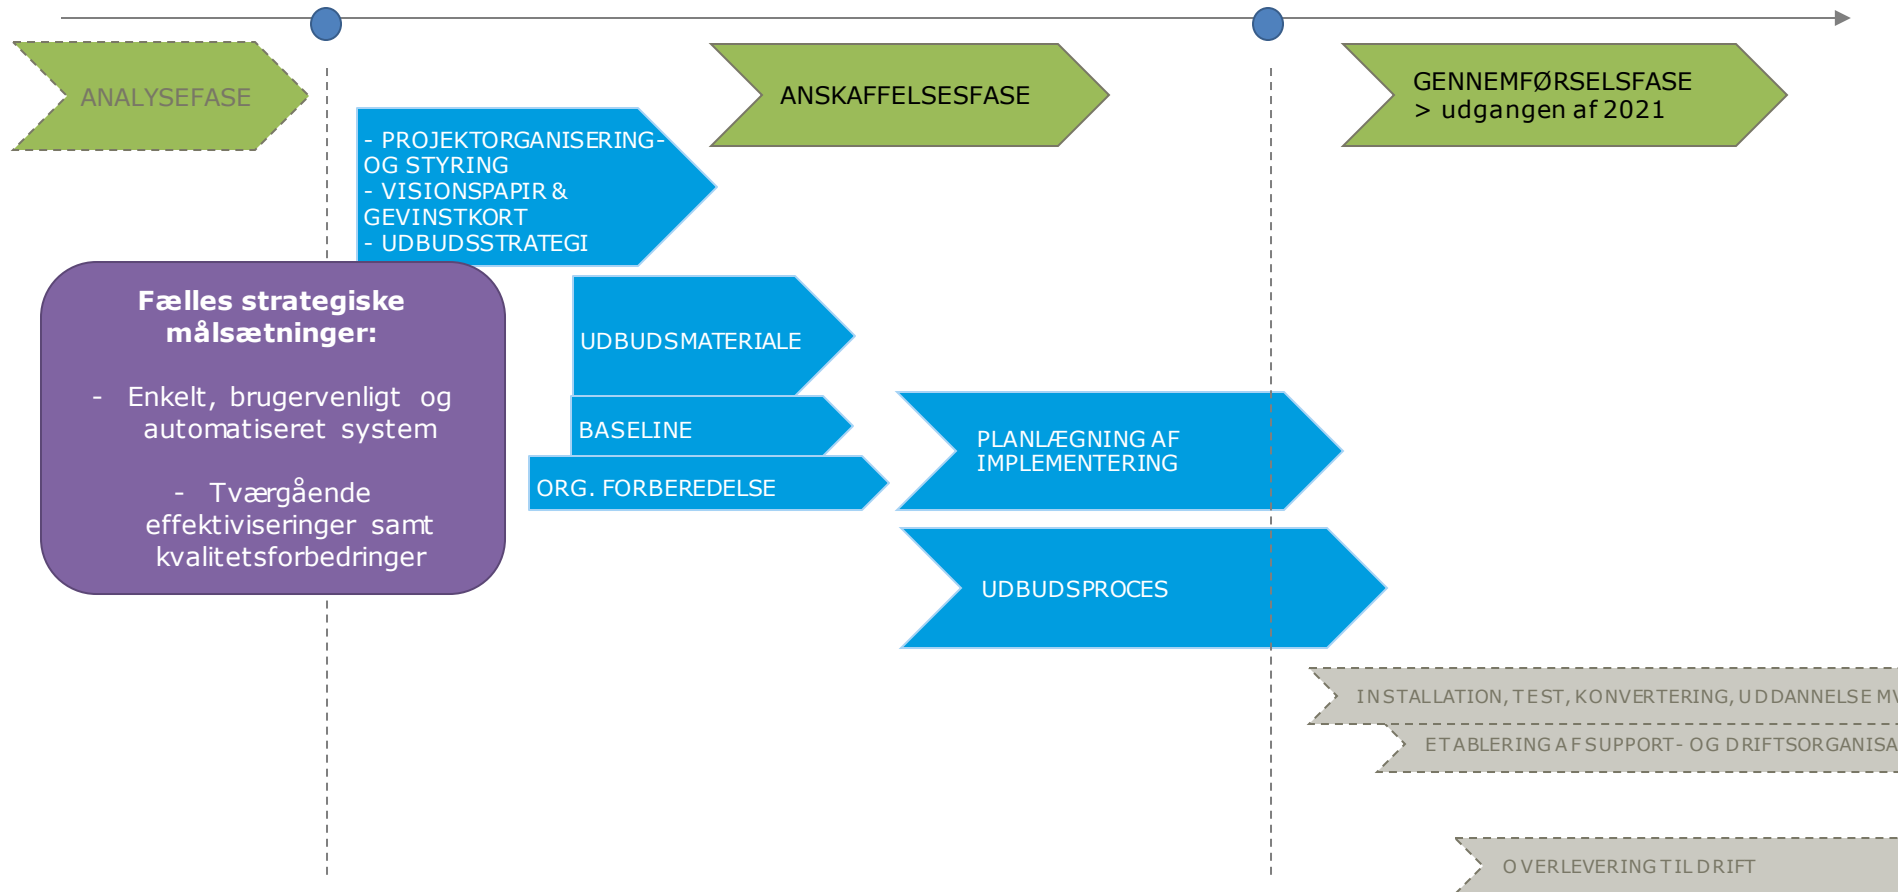 ANALYSEFASE
ANSKAFFELSESFASE
GENNEMFØRSELSFASE
> udgangen af 2021
- PROJEKTORGANISERING-
OG STYRING
- VISIONSPAPIR &
GEVINSTKORT
- UDBUDSSTRATEGI
Fælles strategiske
målsætninger:
- Enkelt, brugervenligt og
automatiseret system
- Tværgående
effektiviseringer samt
kvalitetsforbedringer
UDBUDSMATERIALE
BASELINE
ORG. FORBEREDELSE
PLANLÆGNING AF
IMPLEMENTERING
UDBUDSPROCES
INSTALLATION, TEST, KONVERTERING, UDDANNELSE MV
ETABLERING AF SUPPORT- OG DRIFTSORGANISA
OVERLEVERING TIL DRIFT